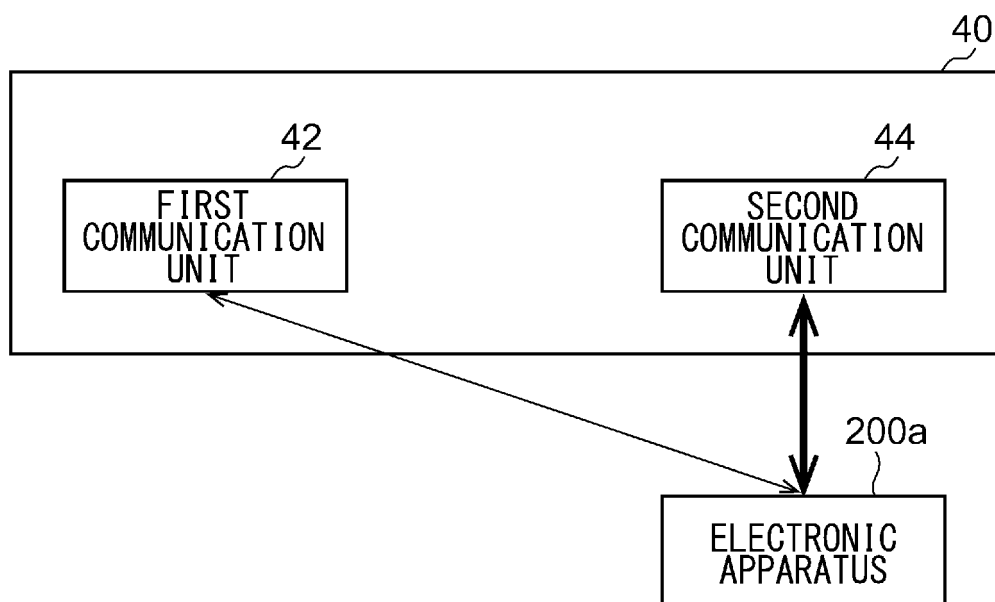 40
42
44
FIRST
COMMUNICATION
UNIT
SECOND
COMMUNICATION
UNIT
200a
ELECTRONIC
APPARATUS